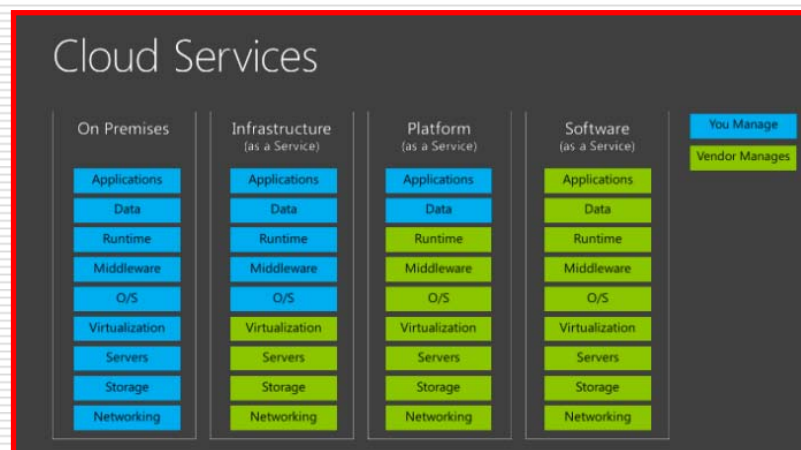 Cloud Services
On Premises
Applications
Data
Runtime
Middleware
O/S
Virtualization
Servers
Storage
Networking
Infrastructure
(as a Service)
Applications
Data
Runtime
Middleware
O/S
Virtualization
Servers
Storage
Networking
Platform
(as a Service)
Applications
Data
Runtime
Middleware
O/S
Virtualization
Servers
Storage
Networking
Software
(as a Service)
Applications
Data
Runtime
Middleware
O/S
Virtualization
Servers
Storage
Networking
You Manage
Vendor Manages